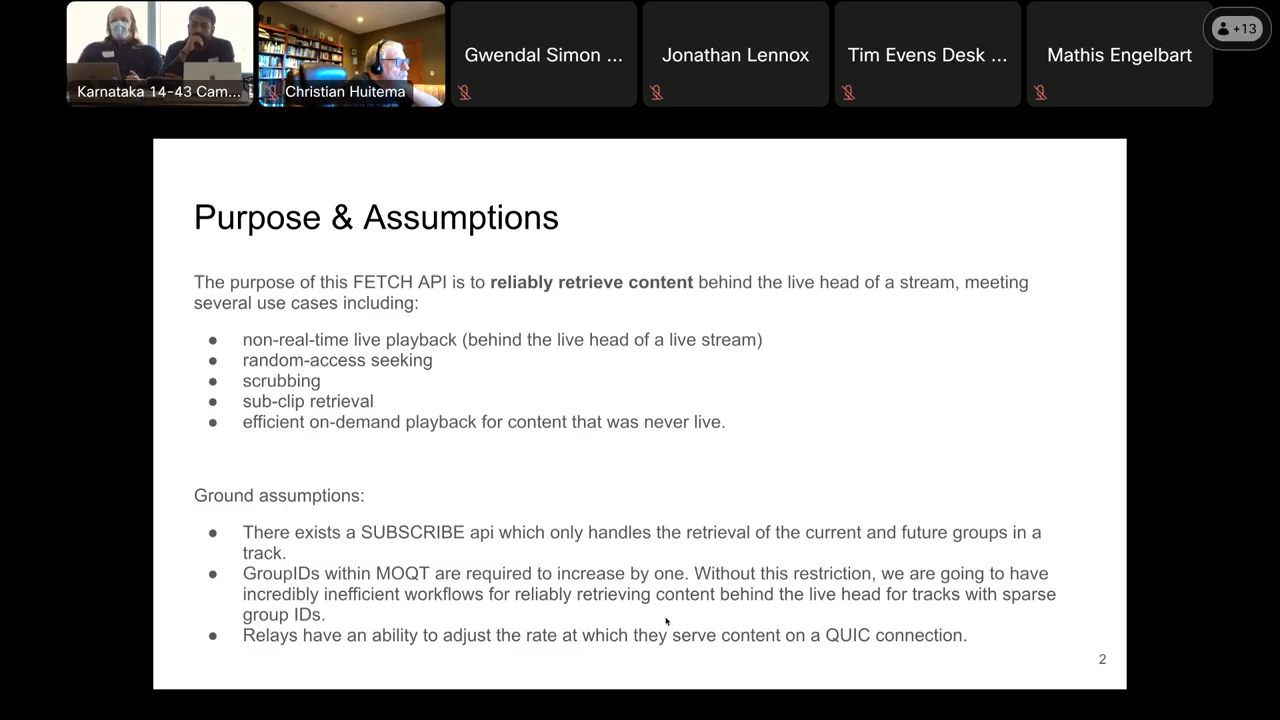 Karnataka 14-43 Cam...
Christian Huitema
Gwendal Simon ...
Jonathan Lennox
Tim Evens Desk ...
Mathis Engelbart
+13
Purpose & Assumptions
The purpose of this FETCH API is to reliably retrieve content behind the live head of a stream, meeting
several use cases including:
● non-real-time live playback (behind the live head of a live stream)
● random-access seeking
● scrubbing
● sub-clip retrieval
● efficient on-demand playback for content that was never live.
Ground assumptions:
● There exists a SUBSCRIBE api which only handles the retrieval of the current and future groups in a
track.
● GroupIDs within MOQT are required to increase by one. Without this restriction, we are going to have
incredibly inefficient workflows for reliably retrieving content behind the live head for tracks with sparse
group IDs.
● Relays have an ability to adjust the rate at which they serve content on a QUIC connection.
2